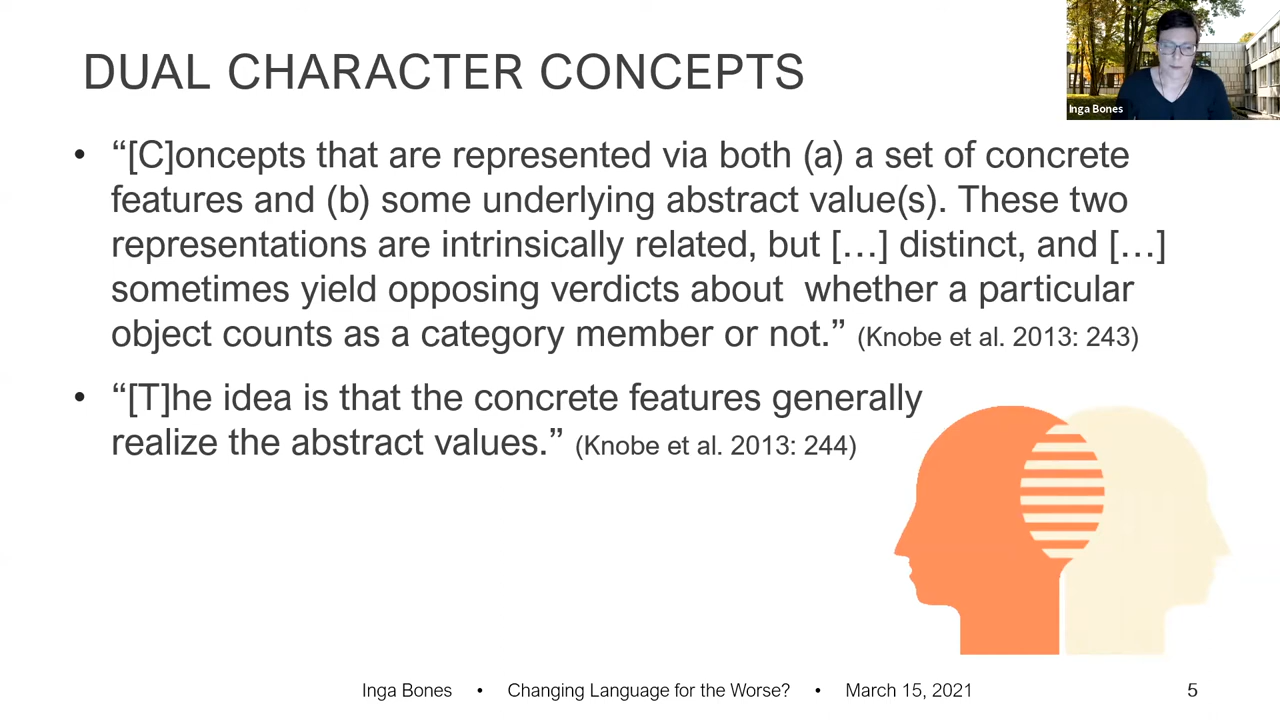 DUAL CHARACTER CONCEPTS
Inga Bones
• “[C]oncepts that are represented via both (a) a set of concrete
features and (b) some underlying abstract value(s). These two
representations are intrinsically related, but […] distinct, and […]
sometimes yield opposing verdicts about  whether a particular
object counts as a category member or not.” (Knobe et al. 2013: 243)
• “[T]he idea is that the concrete features generally
realize the abstract values.” (Knobe et al. 2013: 244)
Inga Bones • Changing Language for the Worse? • March 15, 2021 5